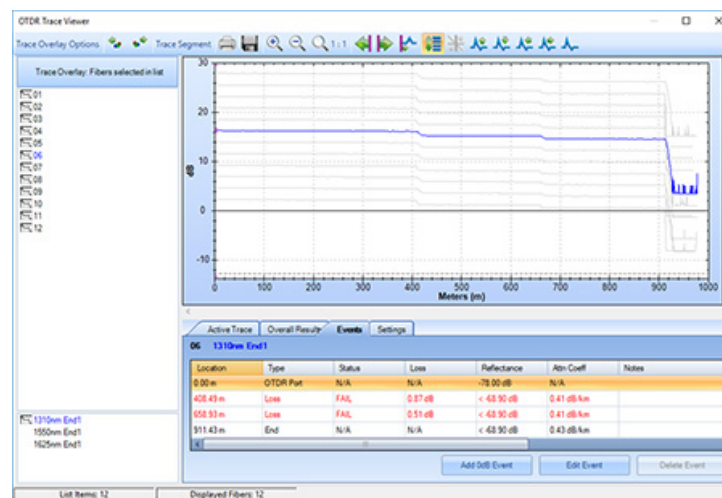 OTDR Trace Viewer
Trace Overlay Options Trace Segment 1:1
Trace Overlay: Fibers selected in list
01
02
03
04
05
06
07
08
09
10
11
12
30
20
10
0
-10
dB
0 100 200 300 400 500 600 700 800 900 1000
Meters (m)
Active Trace Overall Results Events Settings
06 1310nm End1
Location Type Status Loss Reflectance Attn Coeff Notes
0.00 m OTDR Port N/A N/A -78.00 dB N/A
408.49 m Loss FAIL 0.87 dB < -68.90 dB 0.41 dB/km
658.93 m Loss FAIL 0.51 dB < -68.90 dB 0.41 dB/km
911.43 m End N/A N/A < -68.90 dB 0.43 dB/km
1310nm End1
1550nm End1
1625nm End1
Add 0dB Event Edit Event Delete Event
List Items: 12 Displayed Fibers: 12